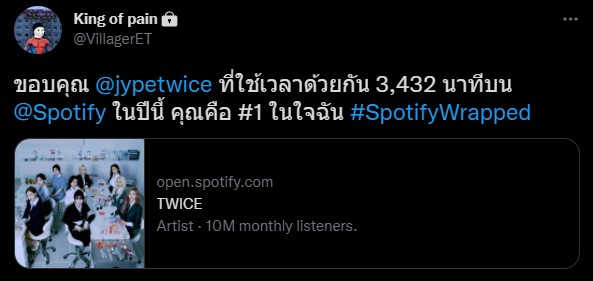 King of pain
@VillagerET
ขอบคุณ @jypetwice ที่ใช้เวลาด้วยกัน 3,432 นาทีบน
@Spotify ในปีนี้ คุณคือ #1 ในใจฉัน #SpotifyWrapped
open.spotify.com
TWICE
Artist · 10M monthly listeners.